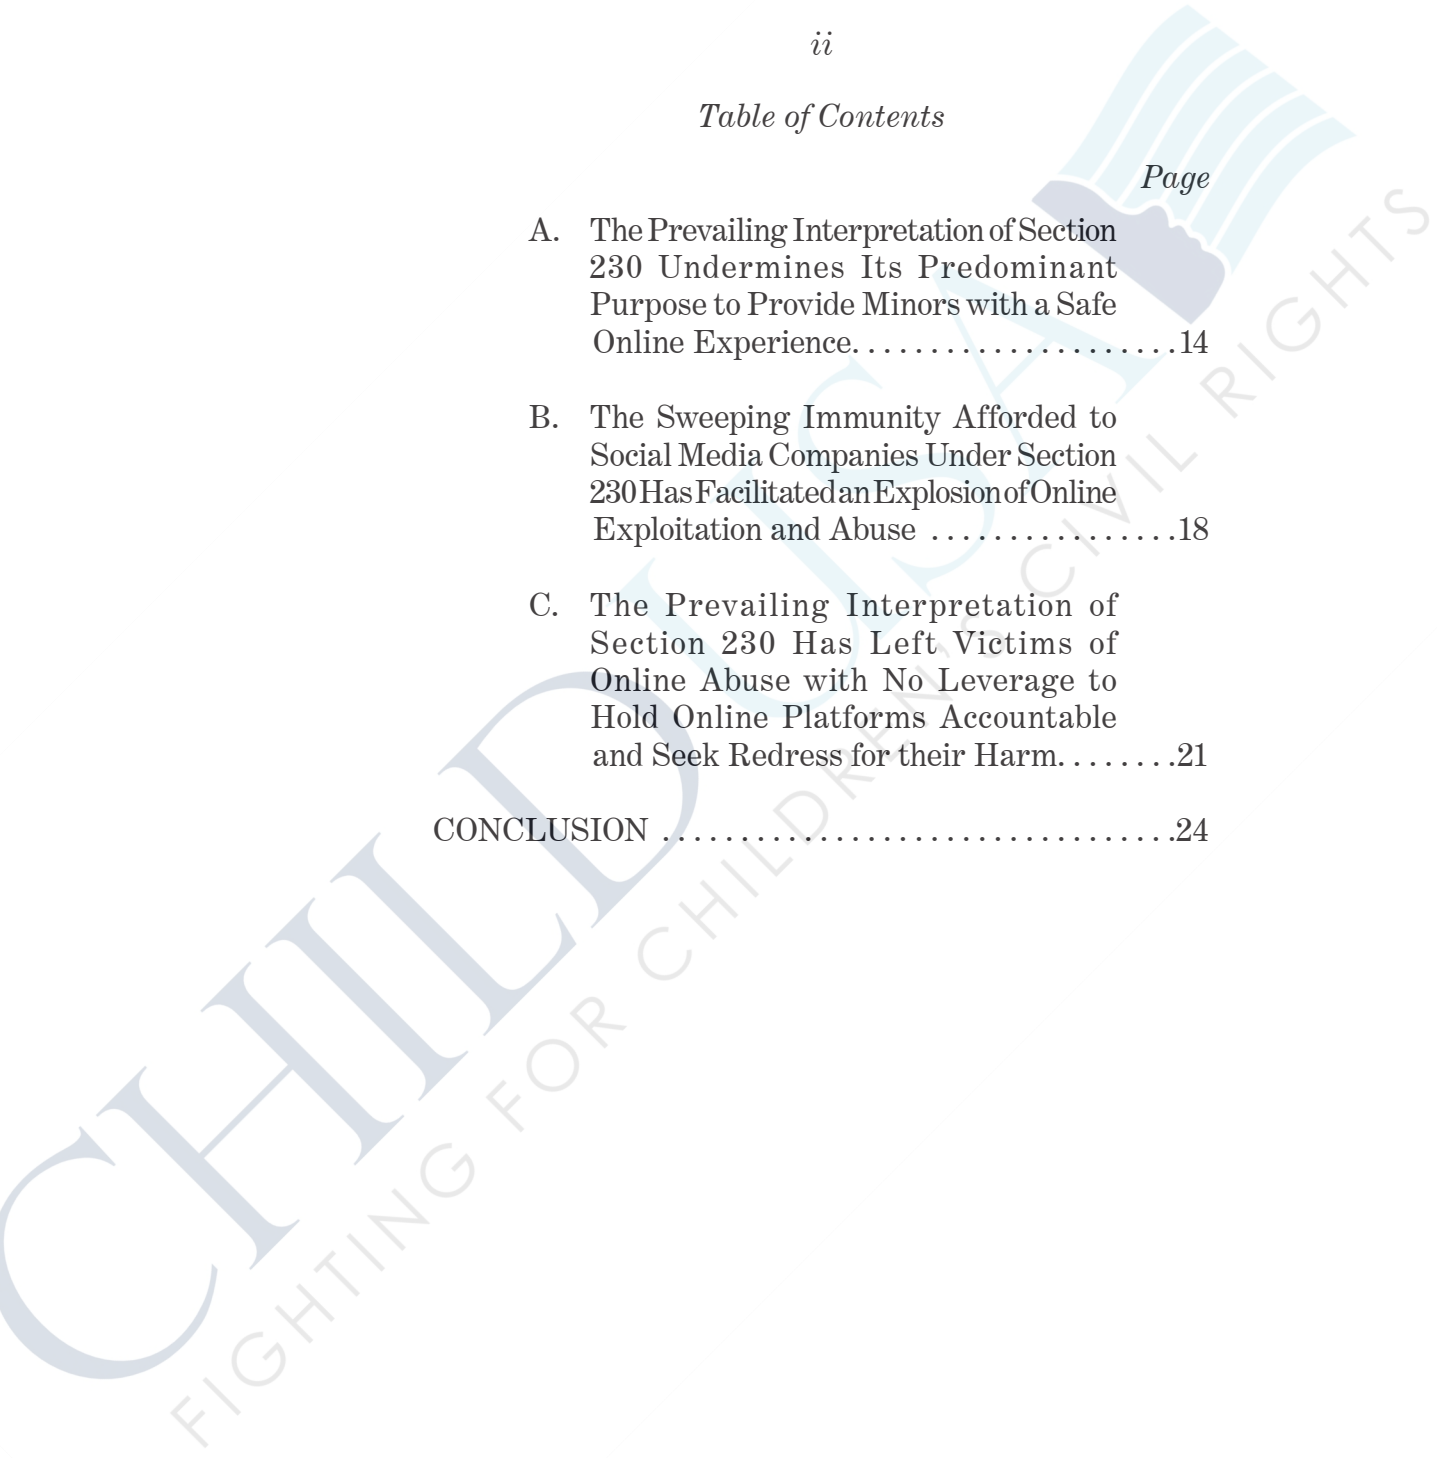 ii
Table of Contents
Page
A. The Prevailing Interpretation of Section
230 Undermines Its Predominant
Purpose to Provide Minors with a Safe
Online Experience. . . . . . . . . . . . . . . . . . . . . 14
B. The Sweeping Immunity Afforded to
Social Media Companies Under Section
230 Has Facilitated an Explosion of Online
Exploitation and Abuse . . . . . . . . . . . . . . . . 18
C. The Prevailing Interpretation of
Section 230 Has Left Victims of
Online Abuse with No Leverage to
Hold Online Platforms Accountable
and Seek Redress for their Harm. . . . . . . . 21
CONCLUSION . . . . . . . . . . . . . . . . . . . . . . . . . . . . . . . . . 24
CHILD USA
FIGHTING FOR CHILDREN'S CIVIL RIGHTS